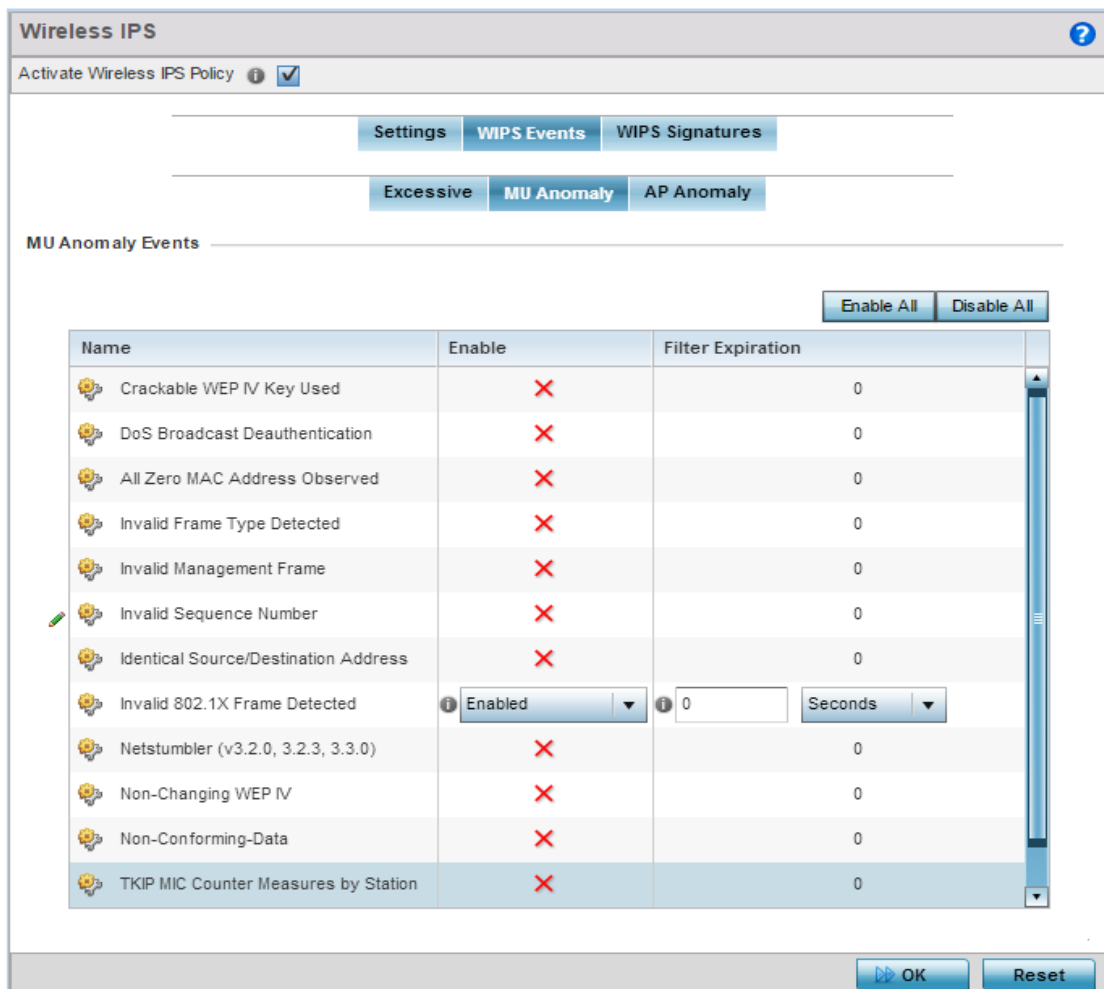 Wireless IPS
Activate Wireless IPS Policy
Settings WIPS Events WIPS Signatures
Excessive MU Anomaly AP Anomaly
MU Anomaly Events
Enable All Disable All
Name Enable Filter Expiration
Crackable WEP IV Key Used 0
DoS Broadcast Deauthentication 0
All Zero MAC Address Observed 0
Invalid Frame Type Detected 0
Invalid Management Frame 0
Invalid Sequence Number 0
Identical Source/Destination Address 0
Invalid 802.1X Frame Detected Enabled 0 Seconds
Netstumbler (v3.2.0, 3.2.3, 3.3.0) 0
Non-Changing WEP IV 0
Non-Conforming-Data 0
TKIP MIC Counter Measures by Station 0
OK Reset